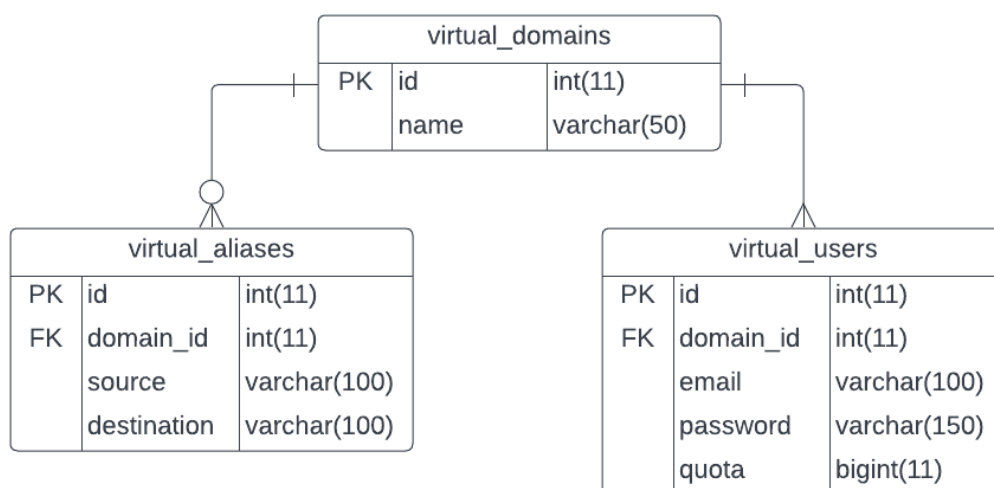 virtual_domains
PK id int(11)
name varchar(50)
virtual_aliases
PK id int(11)
FK domain_id int(11)
source varchar(100)
destination varchar(100)
virtual_users
PK id int(11)
FK domain_id int(11)
email varchar(100)
password varchar(150)
quota bigint(11)